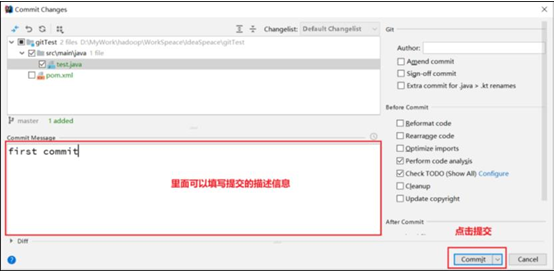 Commit Changes
Changelist: Default Changelist
gitTest 2 files D:\MyWork\hadoop\WorkSpeace\IdeaSpeace\gitTest
src\main\java 1 file
test.java
pom.xml
master 1 added
Commit Message
first commit
里面可以填写提交的描述信息
Diff
Git
Author:
Amend commit
Sign-off commit
Extra commit for .java > .kt renames
Before Commit
Reformat code
Rearrange code
Optimize imports
Perform code analysis
Check TODO (Show All) Configure
Cleanup
Update copyright
After Commit
点击提交
Commit
Cancel